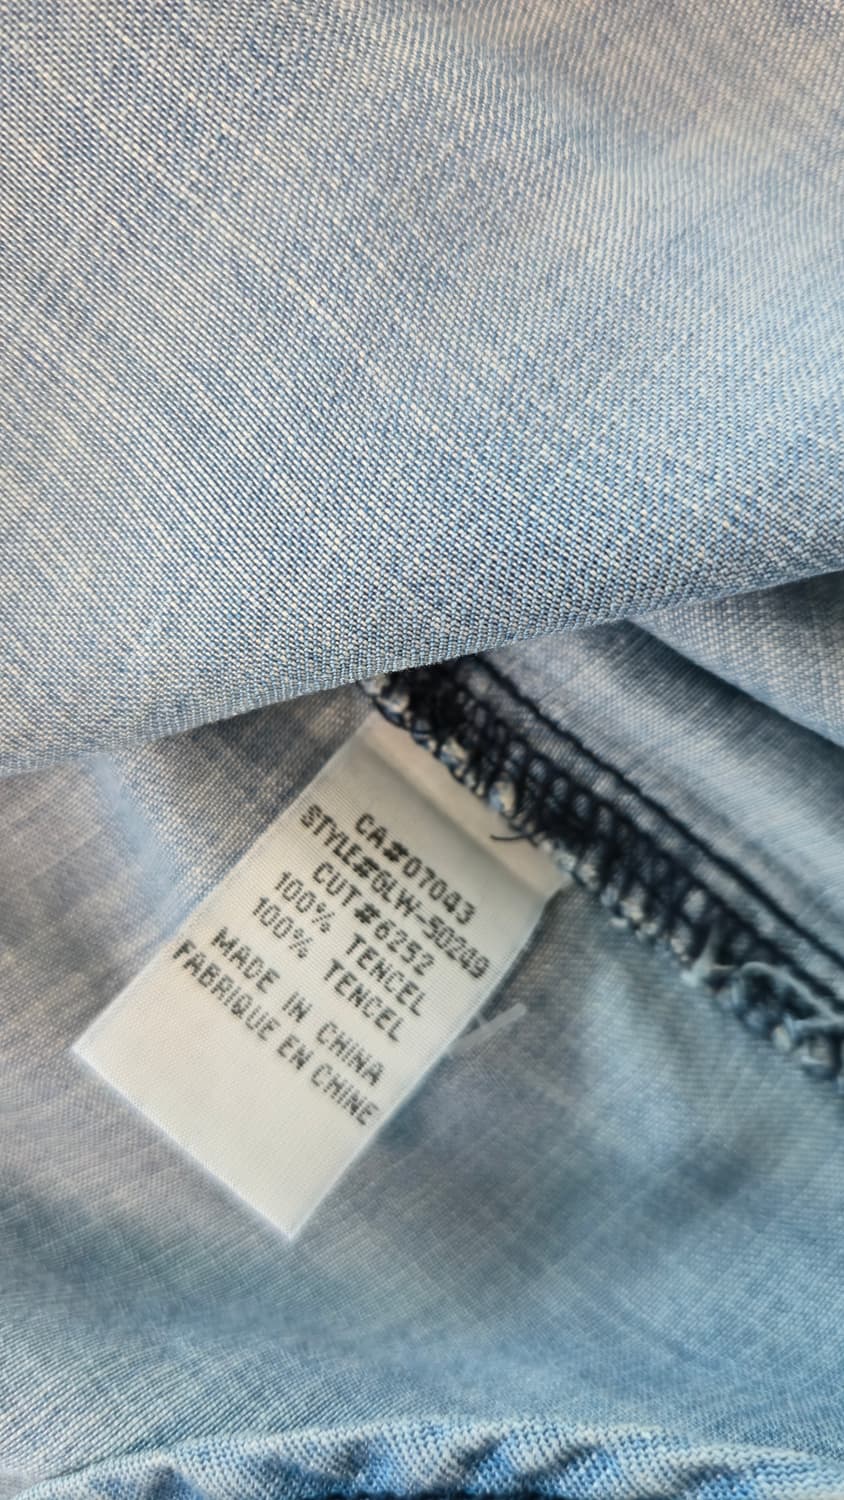 CA#07043
STYLE#GLW-50249
CUT#6252
100% TENCEL
100% TENCEL
MADE IN CHINA
FABRIQUE EN CHINE